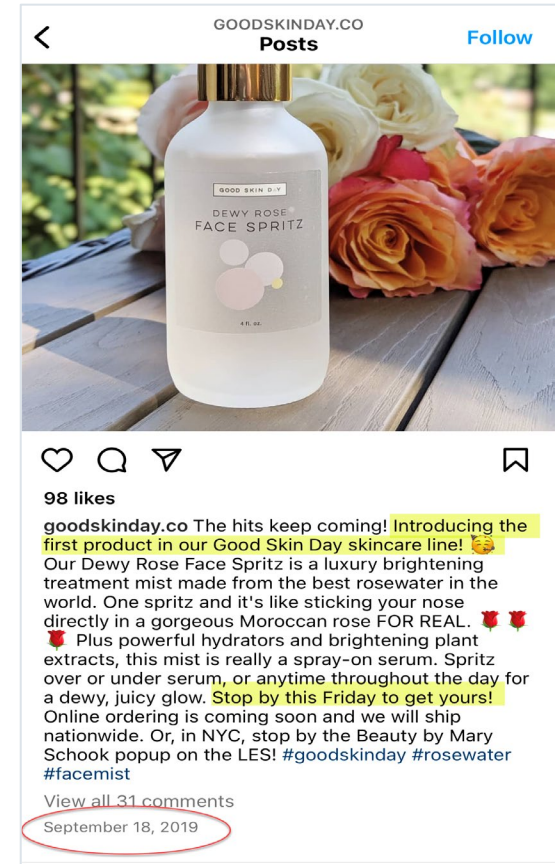 GOODSKINDAY.CO
Posts
Follow
GOOD SKIN DAY
DEWY ROSE
FACE SPRITZ
4 fl. oz.
98 likes
goodskinday.co The hits keep coming! Introducing the
first product in our Good Skin Day skincare line! 🥳
Our Dewy Rose Face Spritz is a luxury brightening
treatment mist made from the best rosewater in the
world. One spritz and it's like sticking your nose
directly in a gorgeous Moroccan rose FOR REAL. 🌹🌹
🌹 Plus powerful hydrators and brightening plant
extracts, this mist is really a spray-on serum. Spritz
over or under serum, or anytime throughout the day for
a dewy, juicy glow. Stop by this Friday to get yours!
Online ordering is coming soon and we will ship
nationwide. Or, in NYC, stop by the Beauty by Mary
Schook popup on the LES! #goodskinday #rosewater
#facemist
View all 31 comments
September 18, 2019